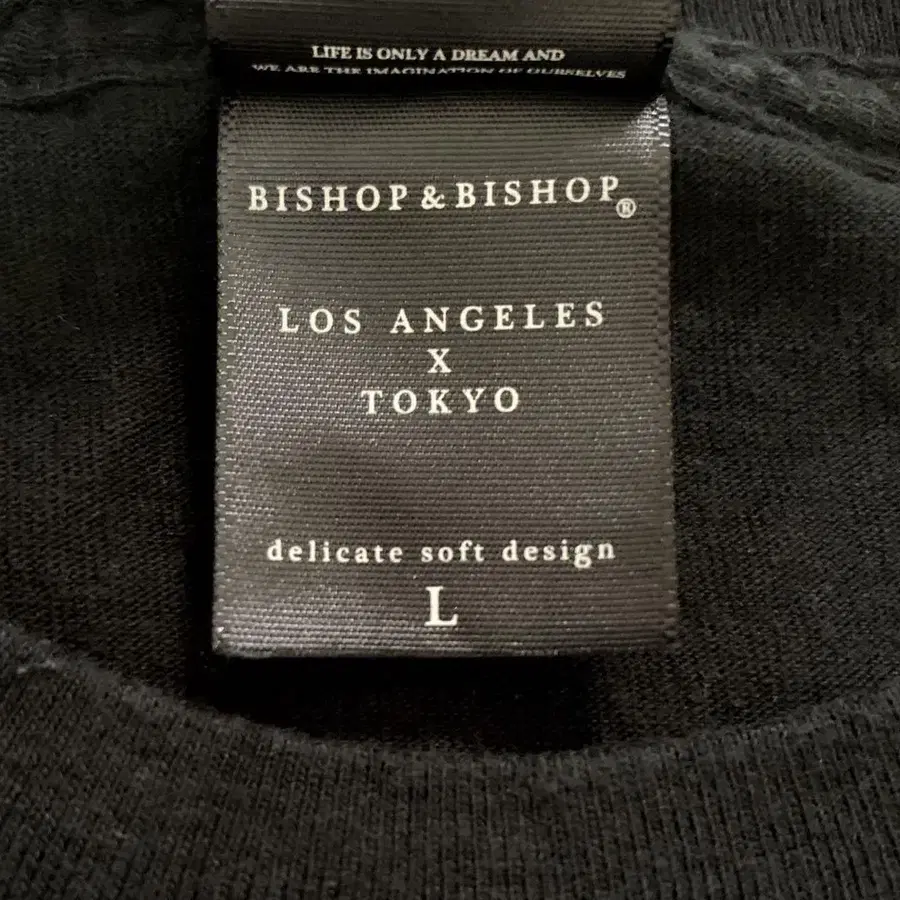 LIFE IS ONLY A DREAM AND
WE ARE THE IMAGINATION OF OURSELVES
BISHOP & BISHOP®
LOS ANGELES
X
TOKYO
delicate soft design
L